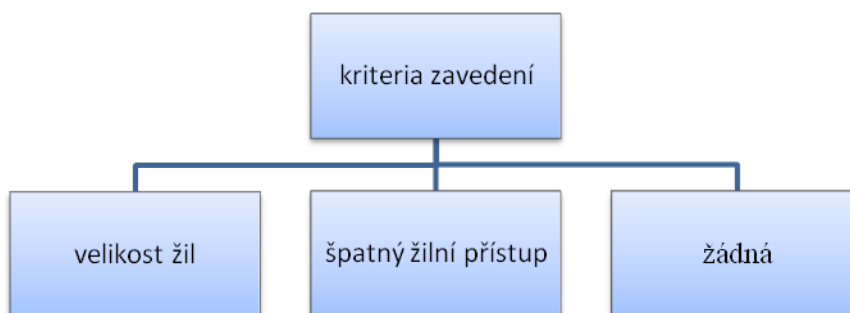 kriteria zavedení
velikost žil
špatný žilní přístup
žádná